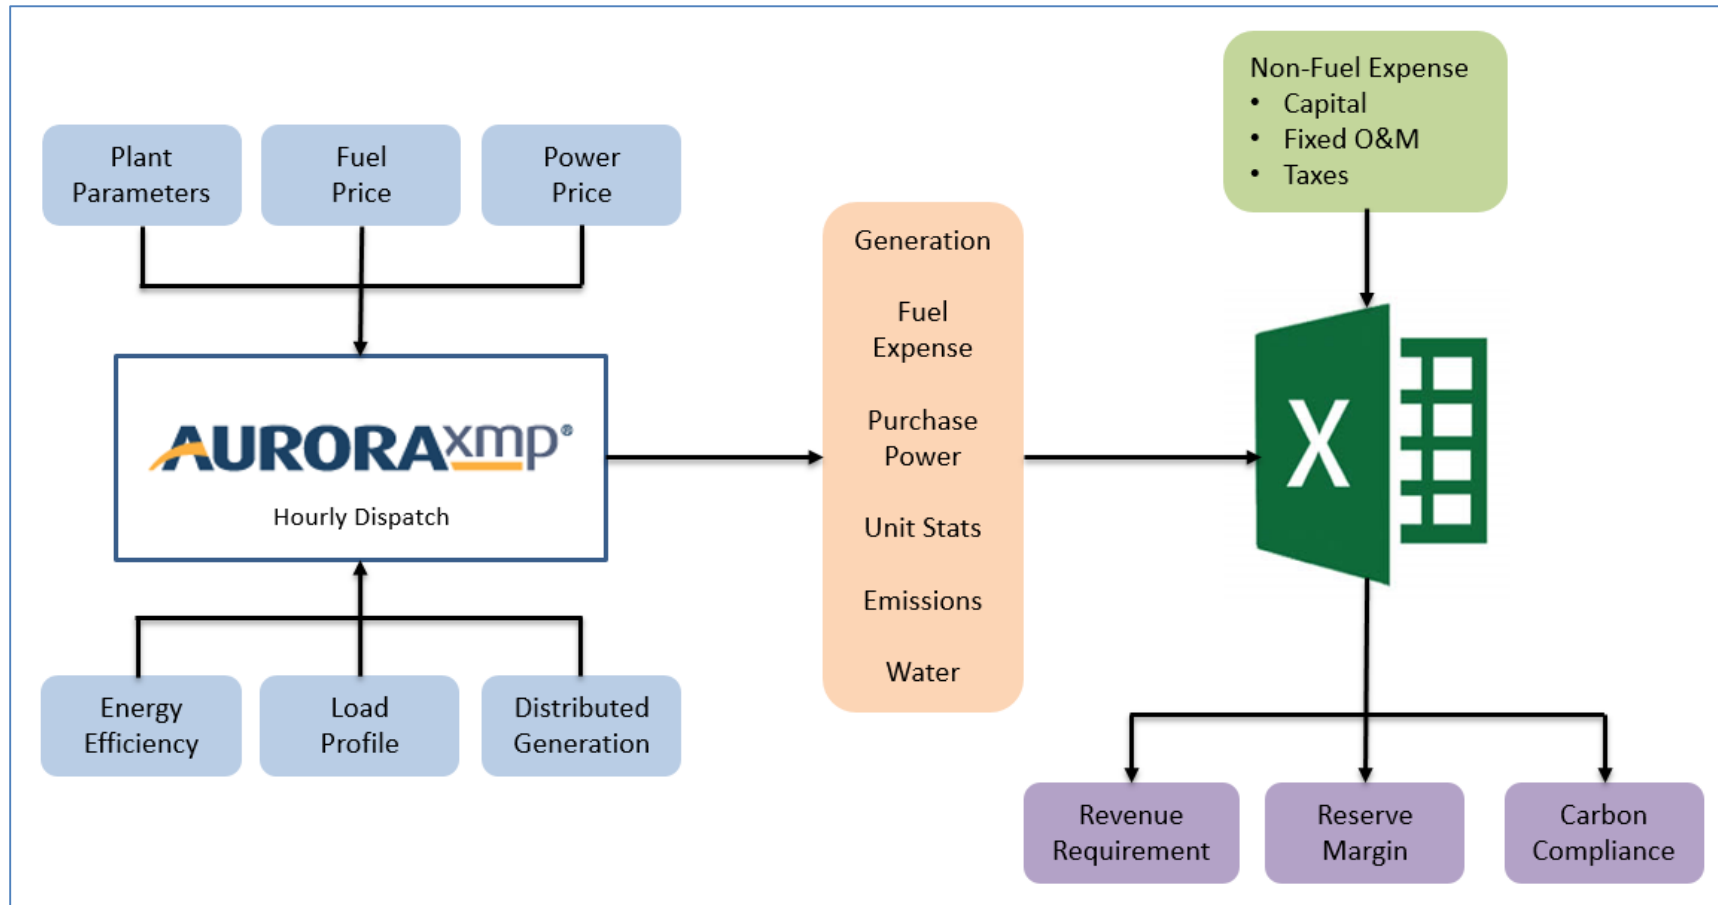 Plant
Parameters
Fuel
Price
Power
Price
AURORAxmp®
Hourly Dispatch
Energy
Efficiency
Load
Profile
Distributed
Generation
Generation
Fuel
Expense
Purchase
Power
Unit Stats
Emissions
Water
Non-Fuel Expense
• Capital
• Fixed O&M
• Taxes
X
Revenue
Requirement
Reserve
Margin
Carbon
Compliance